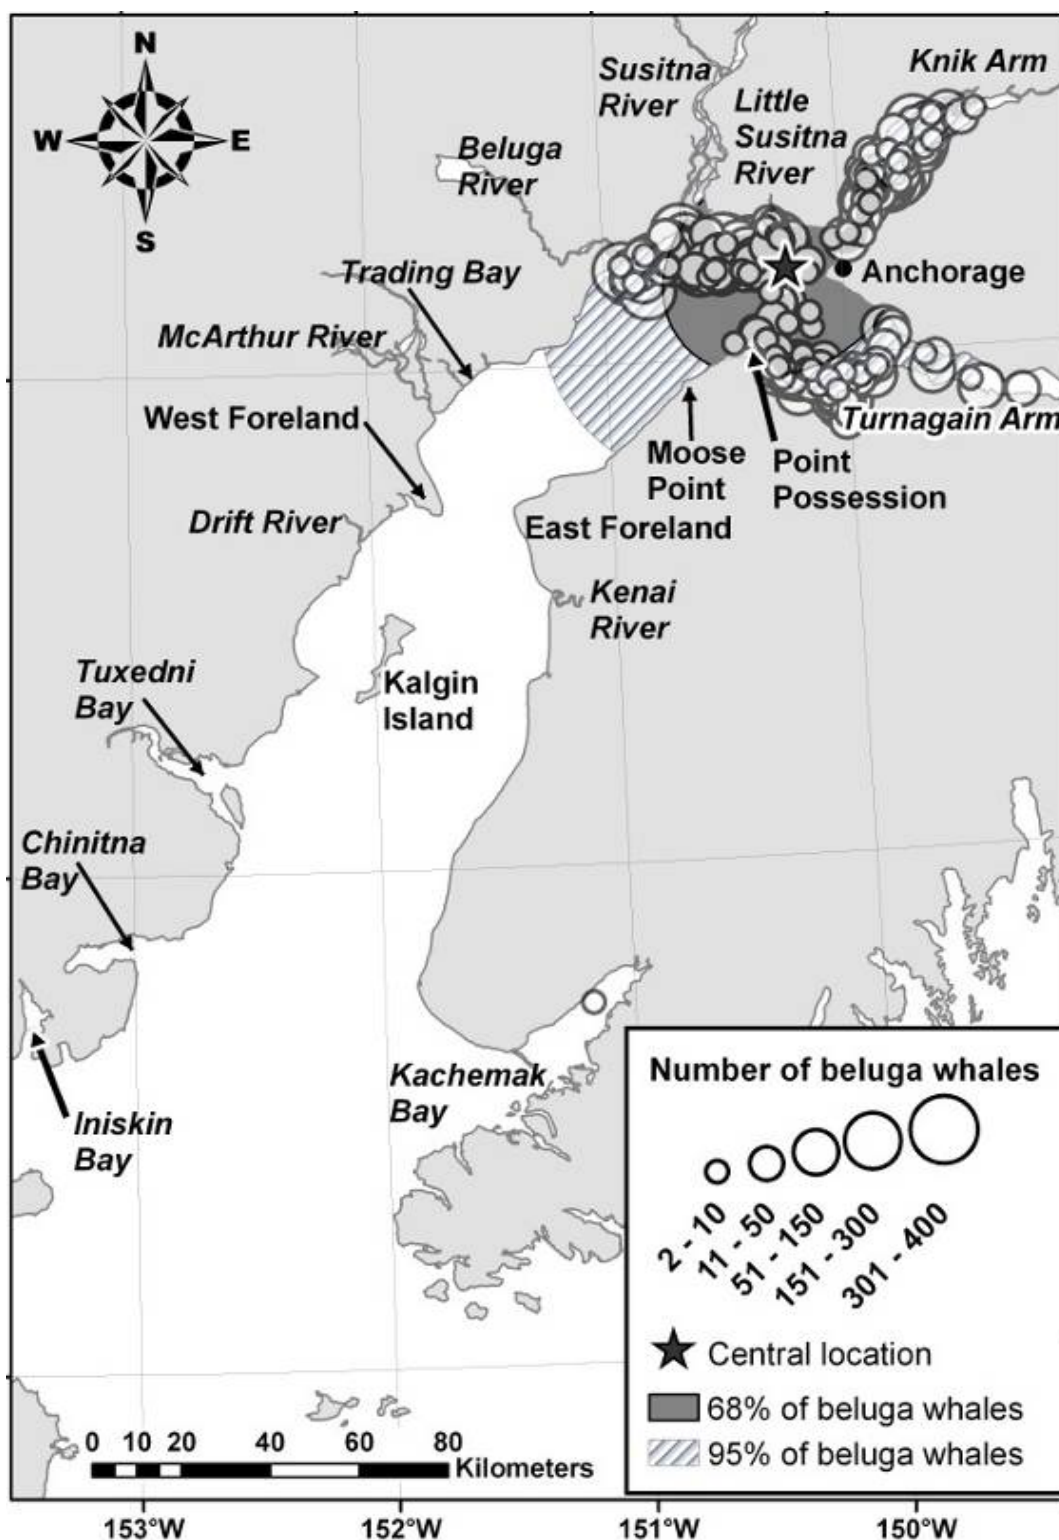 N
W
E
S
Susitna
River
Knik Arm
Little
Susitna
River
Beluga
River
Trading Bay
Anchorage
McArthur River
West Foreland
Turnagain Arm
Moose
Point
Point
Possession
Drift River
East Foreland
Kenai
River
Tuxedni
Bay
Kalgin
Island
Chinitna
Bay
Kachemak
Bay
Iniskin
Bay
Number of beluga whales
2 - 10
11 - 50
51 - 150
151 - 300
301 - 400
Central location
68% of beluga whales
95% of beluga whales
0 10 20 40 60 80
Kilometers
153°W 152°W 151°W 150°W